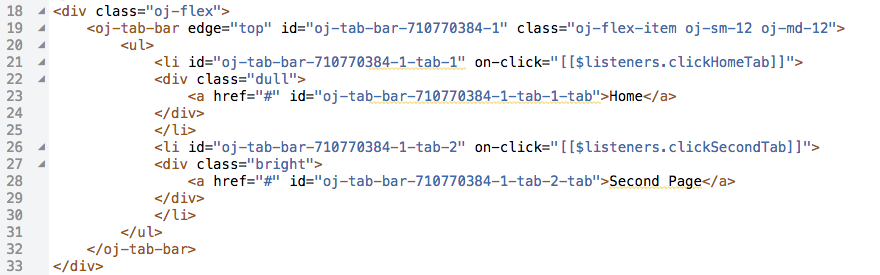 18 <div class="oj-flex">
19 <oj-tab-bar edge="top" id="oj-tab-bar-710770384-1" class="oj-flex-item oj-sm-12 oj-md-12">
20 <ul>
21 <li id="oj-tab-bar-710770384-1-tab-1" on-click="[[$listeners.clickHomeTab]]">
22 <div class="dull">
23 <a href="#" id="oj-tab-bar-710770384-1-tab-1-tab">Home</a>
24 </div>
25 </li>
26 <li id="oj-tab-bar-710770384-1-tab-2" on-click="[[$listeners.clickSecondTab]]">
27 <div class="bright">
28 <a href="#" id="oj-tab-bar-710770384-1-tab-2-tab">Second Page</a>
29 </div>
30 </li>
31 </ul>
32 </oj-tab-bar>
33 </div>